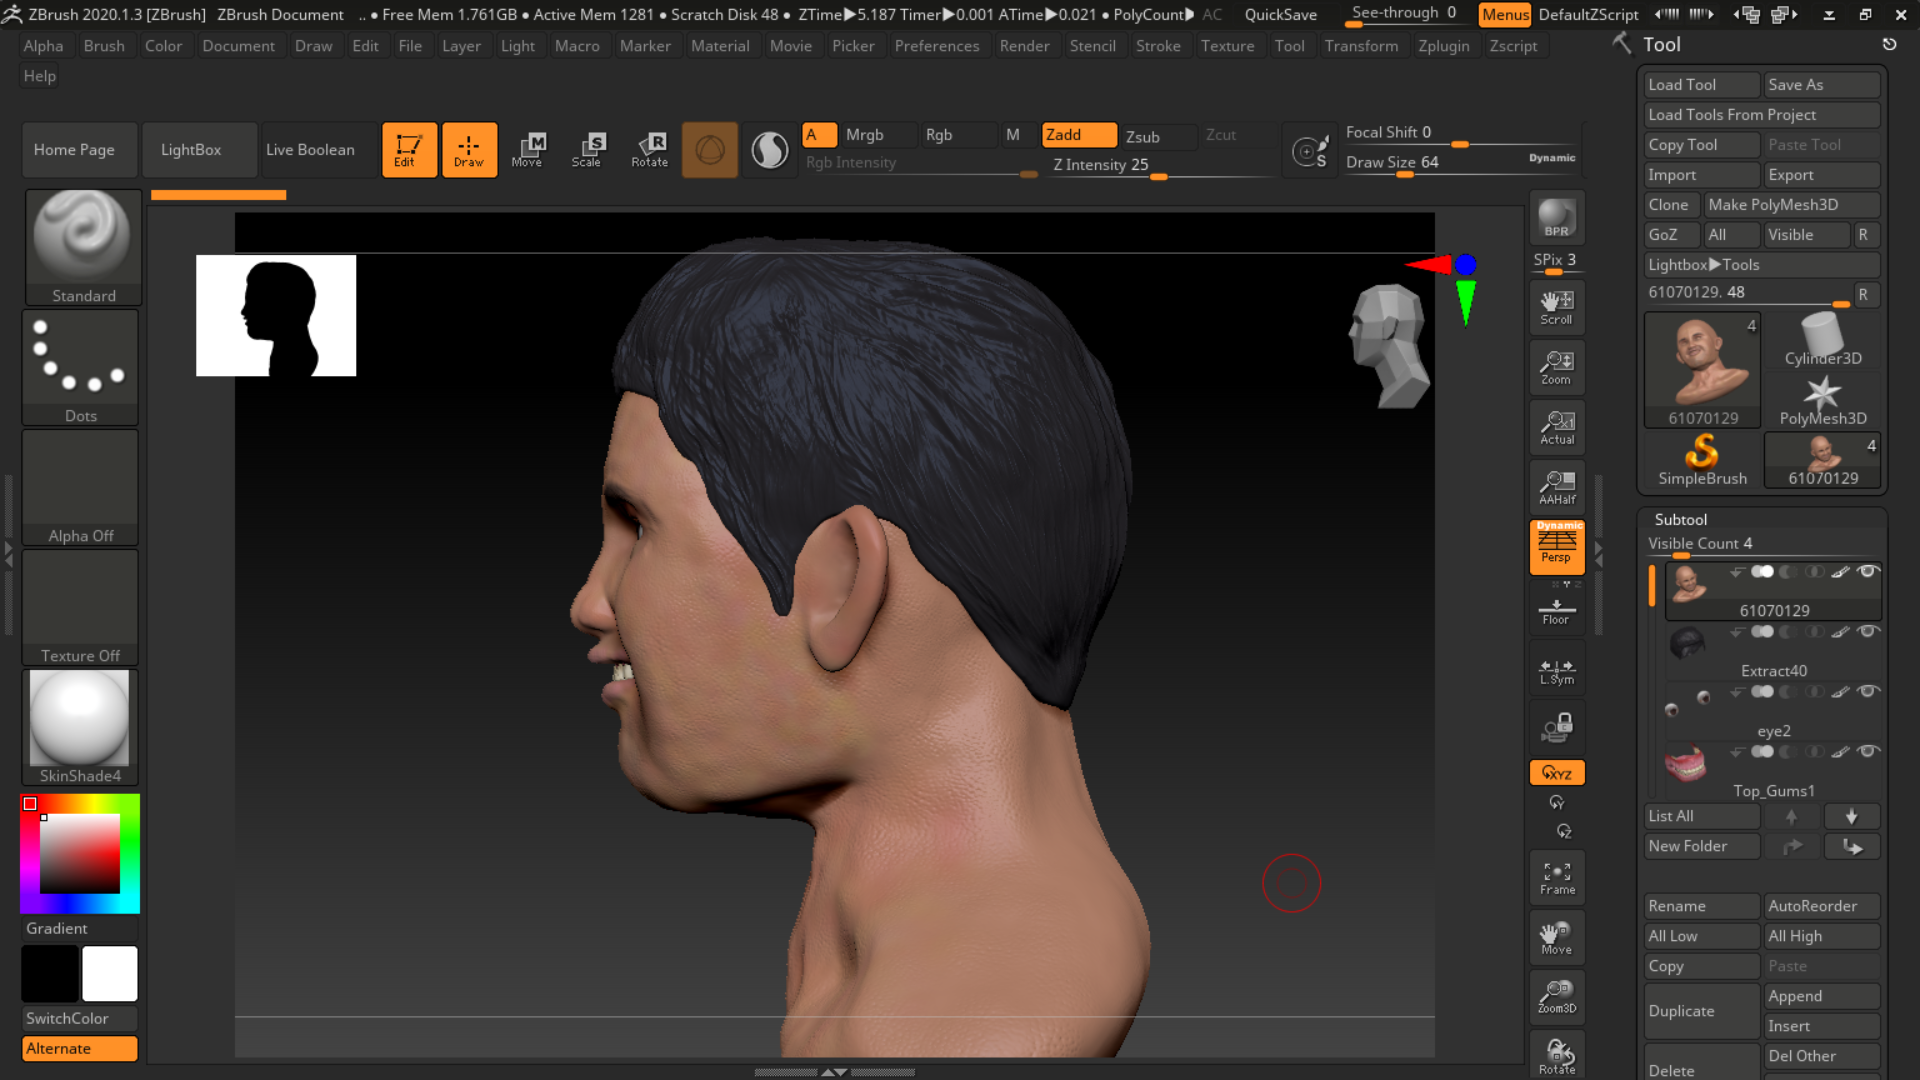 ZBrush 2020.1.3 [ZBrush] ZBrush Document .. • Free Mem 1.761GB • Active Mem 1281 • Scratch Disk 48 • ZTime▶5.187 Timer▶0.001 ATime▶0.021 • PolyCount▶ AC QuickSave See-through 0 Menus DefaultZScript
Alpha Brush Color Document Draw Edit File Layer Light Macro Marker Material Movie Picker Preferences Render Stencil Stroke Texture Tool Transform Zplugin Zscript
Help
Home Page LightBox Live Boolean Edit Draw Move Scale Rotate
M S R
A Mrgb Rgb M Zadd Zsub Zcut
Rgb Intensity Z Intensity 25
S
Focal Shift 0
Draw Size 64 Dynamic
Standard
Dots
Alpha Off
Texture Off
SkinShade4
Gradient
SwitchColor
Alternate
BPR
SPix 3
Scroll
Zoom
x1
Actual
AAHalf
Dynamic
Persp
Floor
L.Sym
XYZ
Y
Z
Frame
Move
Zoom3D
Rotate
Tool
Load Tool Save As
Load Tools From Project
Copy Tool Paste Tool
Import Export
Clone Make PolyMesh3D
GoZ All Visible R
Lightbox▶Tools
61070129. 48 R
4
61070129
Cylinder3D
PolyMesh3D
SimpleBrush
4
61070129
Subtool
Visible Count 4
61070129
Extract40
eye2
Top_Gums1
List All
New Folder
Rename AutoReorder
All Low All High
Copy Paste
Duplicate Append
Insert
Delete Del Other